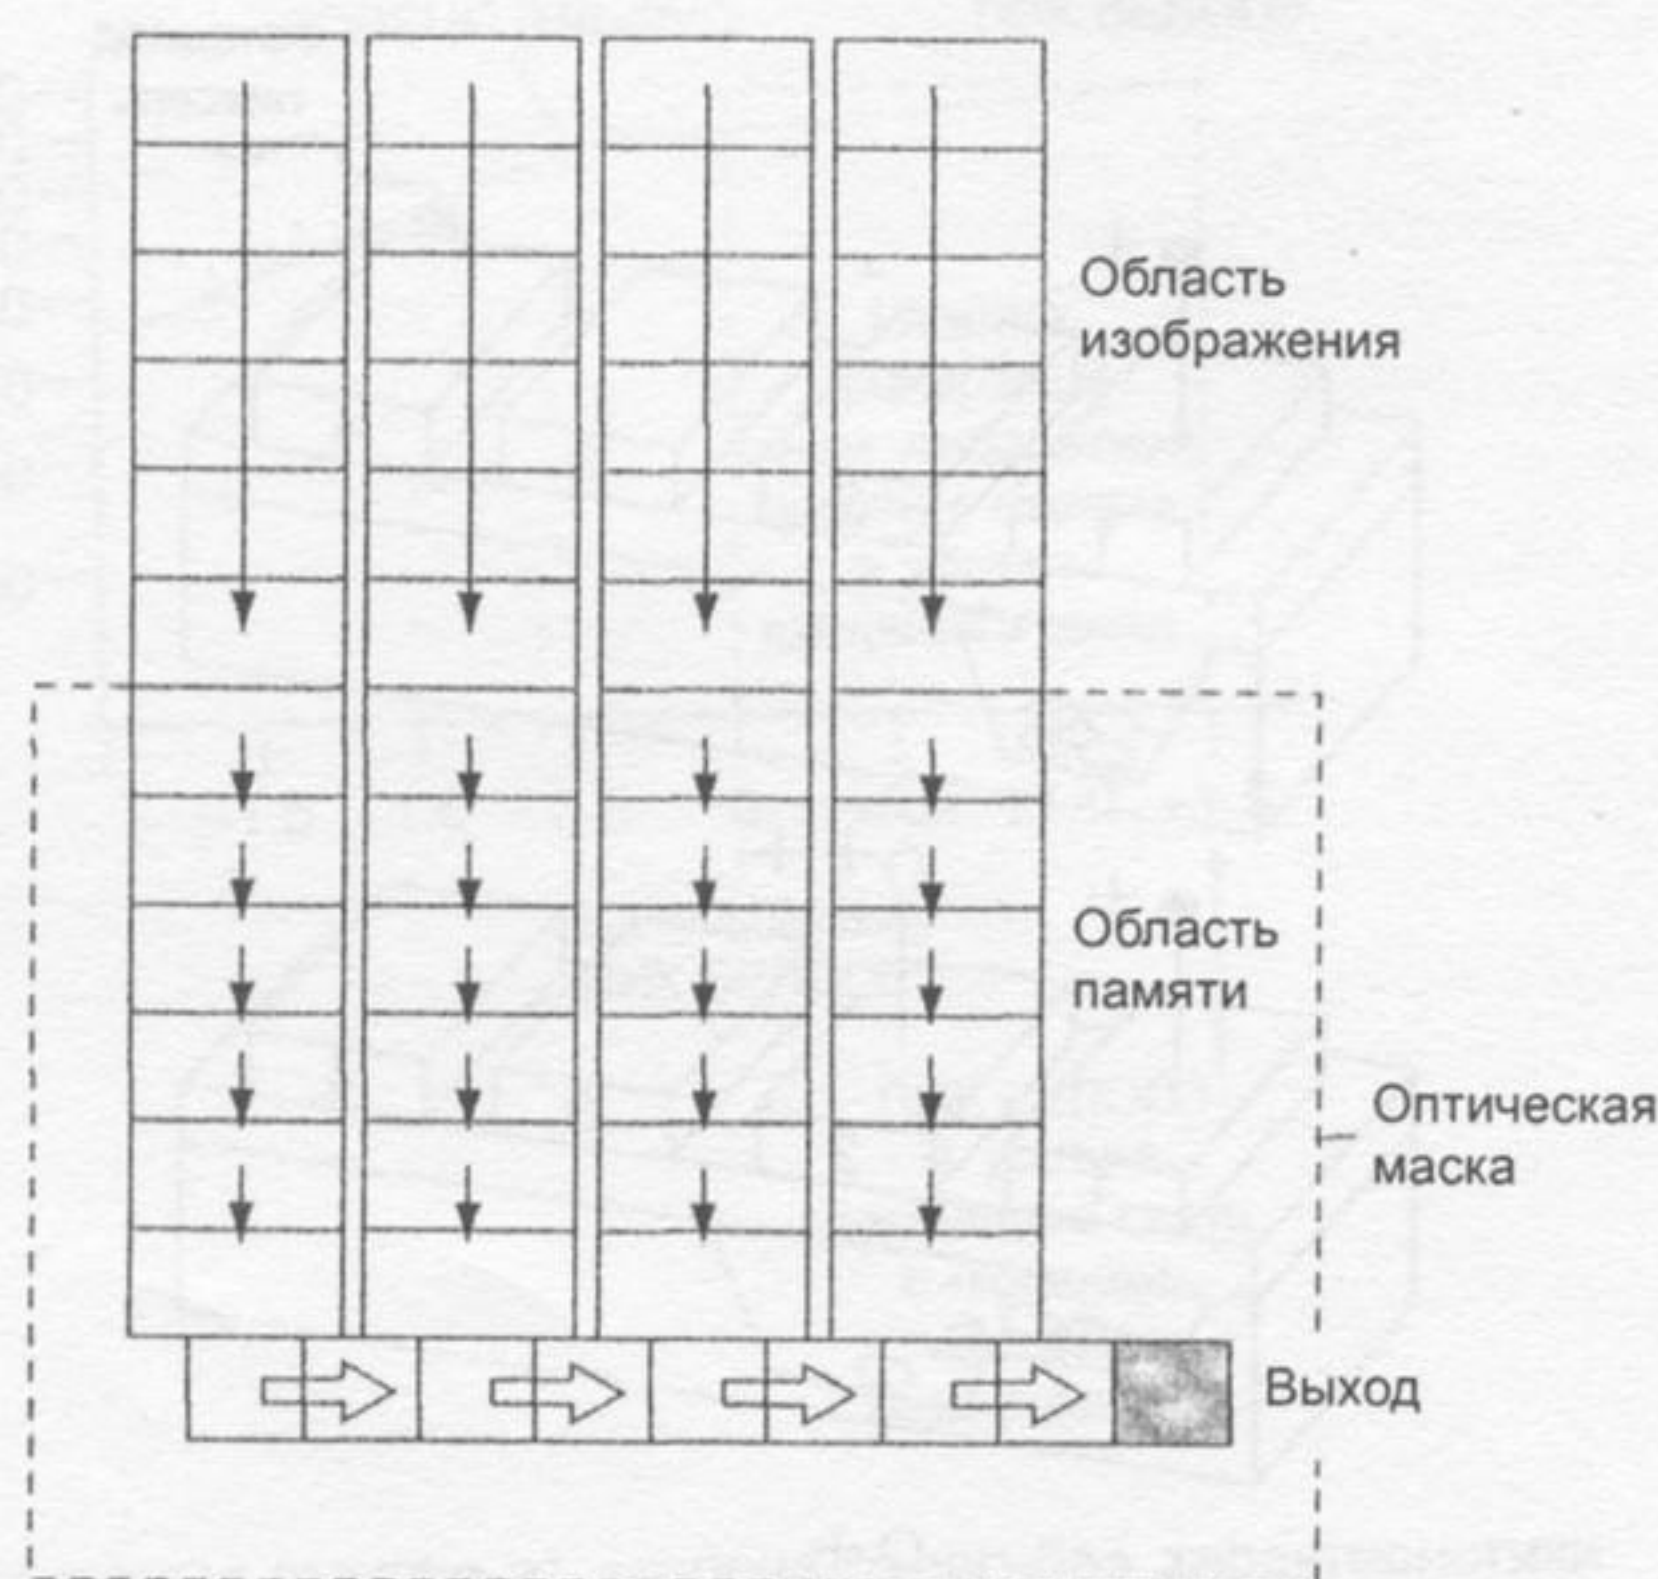 Область
изображения
Область
памяти
Оптическая
маска
Выход